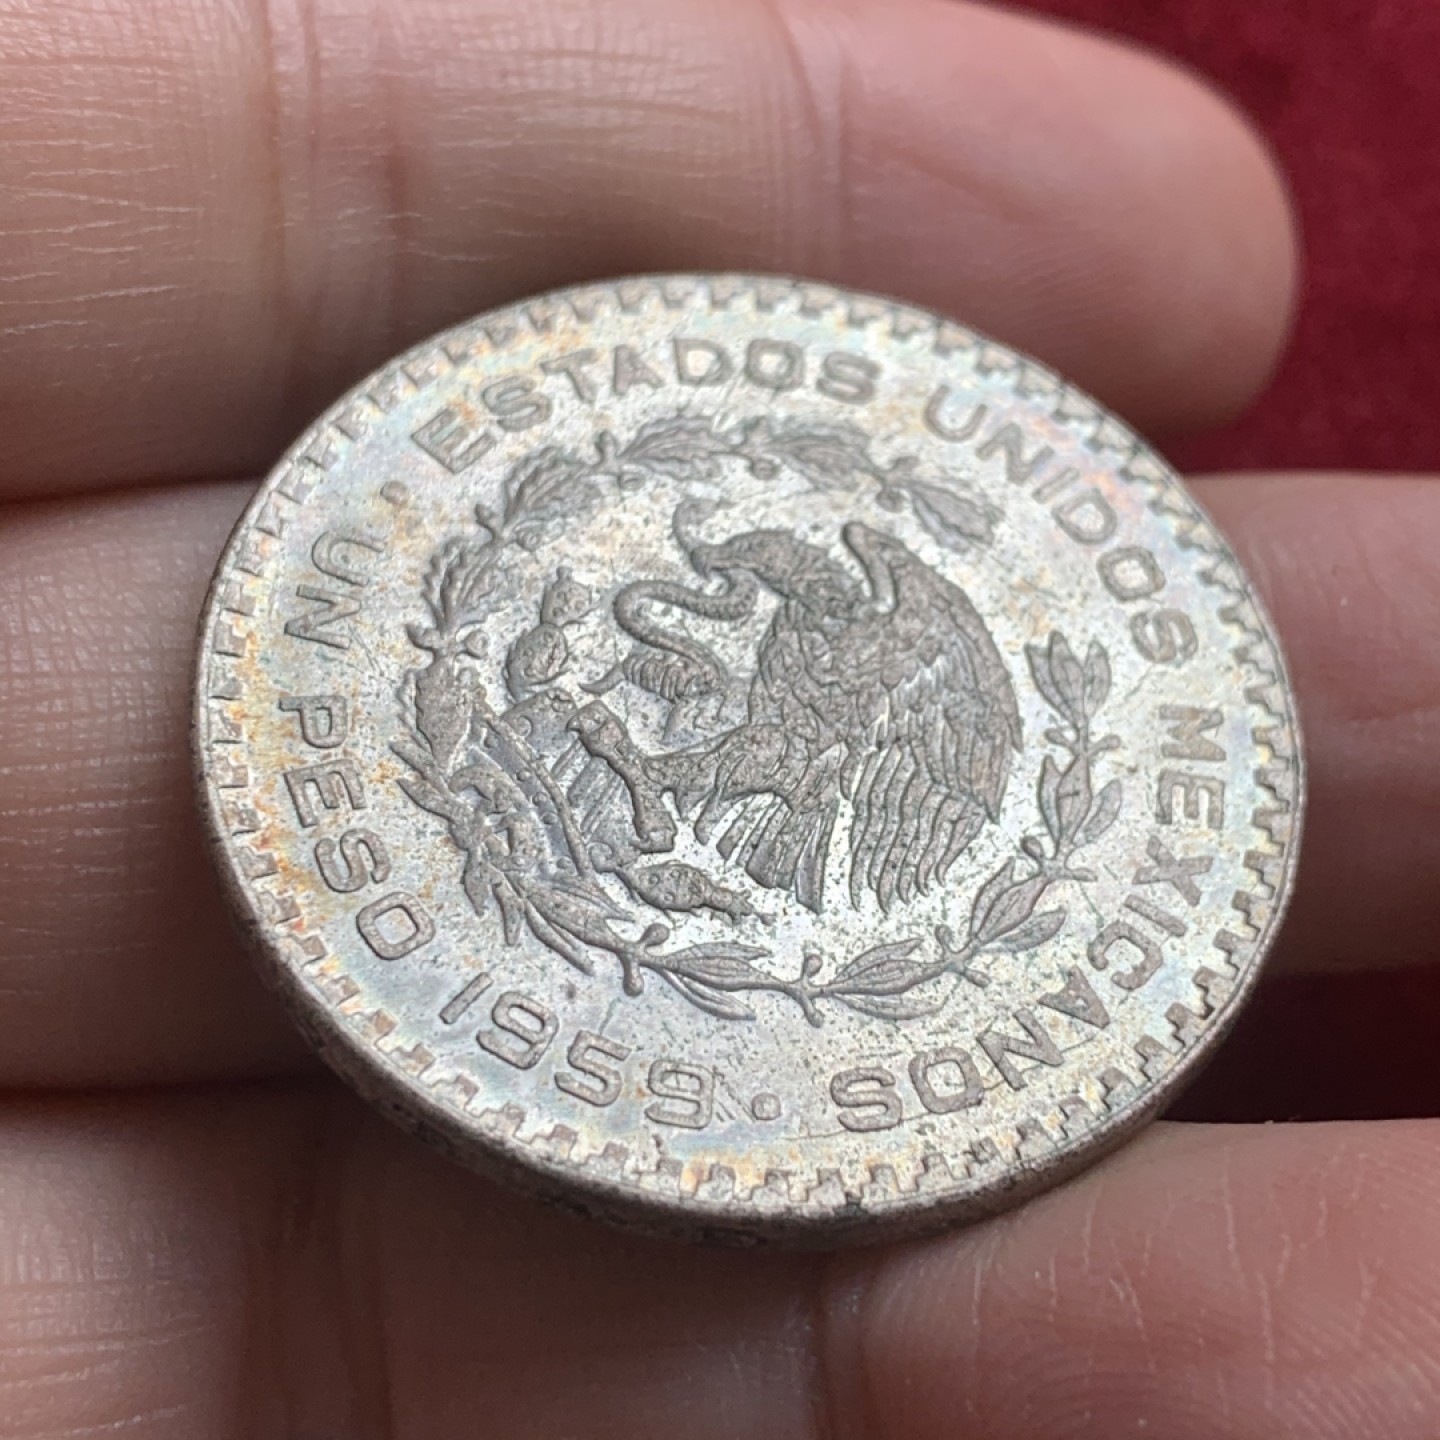 · ESTADOS UNIDOS MEXICANOS ·
UN PESO 1959